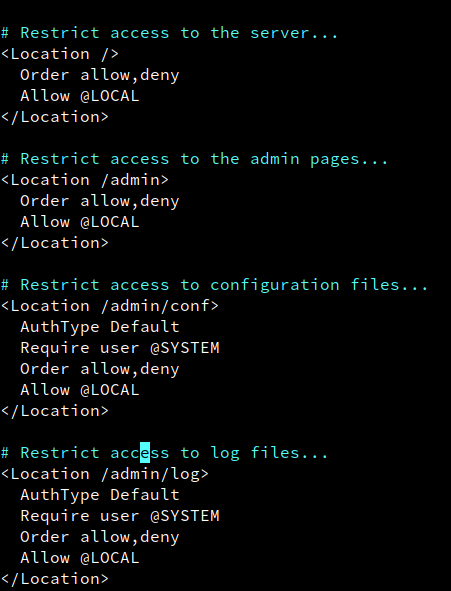 # Restrict access to the server...
<Location />
  Order allow,deny
  Allow @LOCAL
</Location>

# Restrict access to the admin pages...
<Location /admin>
  Order allow,deny
  Allow @LOCAL
</Location>

# Restrict access to configuration files...
<Location /admin/conf>
  AuthType Default
  Require user @SYSTEM
  Order allow,deny
  Allow @LOCAL
</Location>

# Restrict access to log files...
<Location /admin/log>
  AuthType Default
  Require user @SYSTEM
  Order allow,deny
  Allow @LOCAL
</Location>